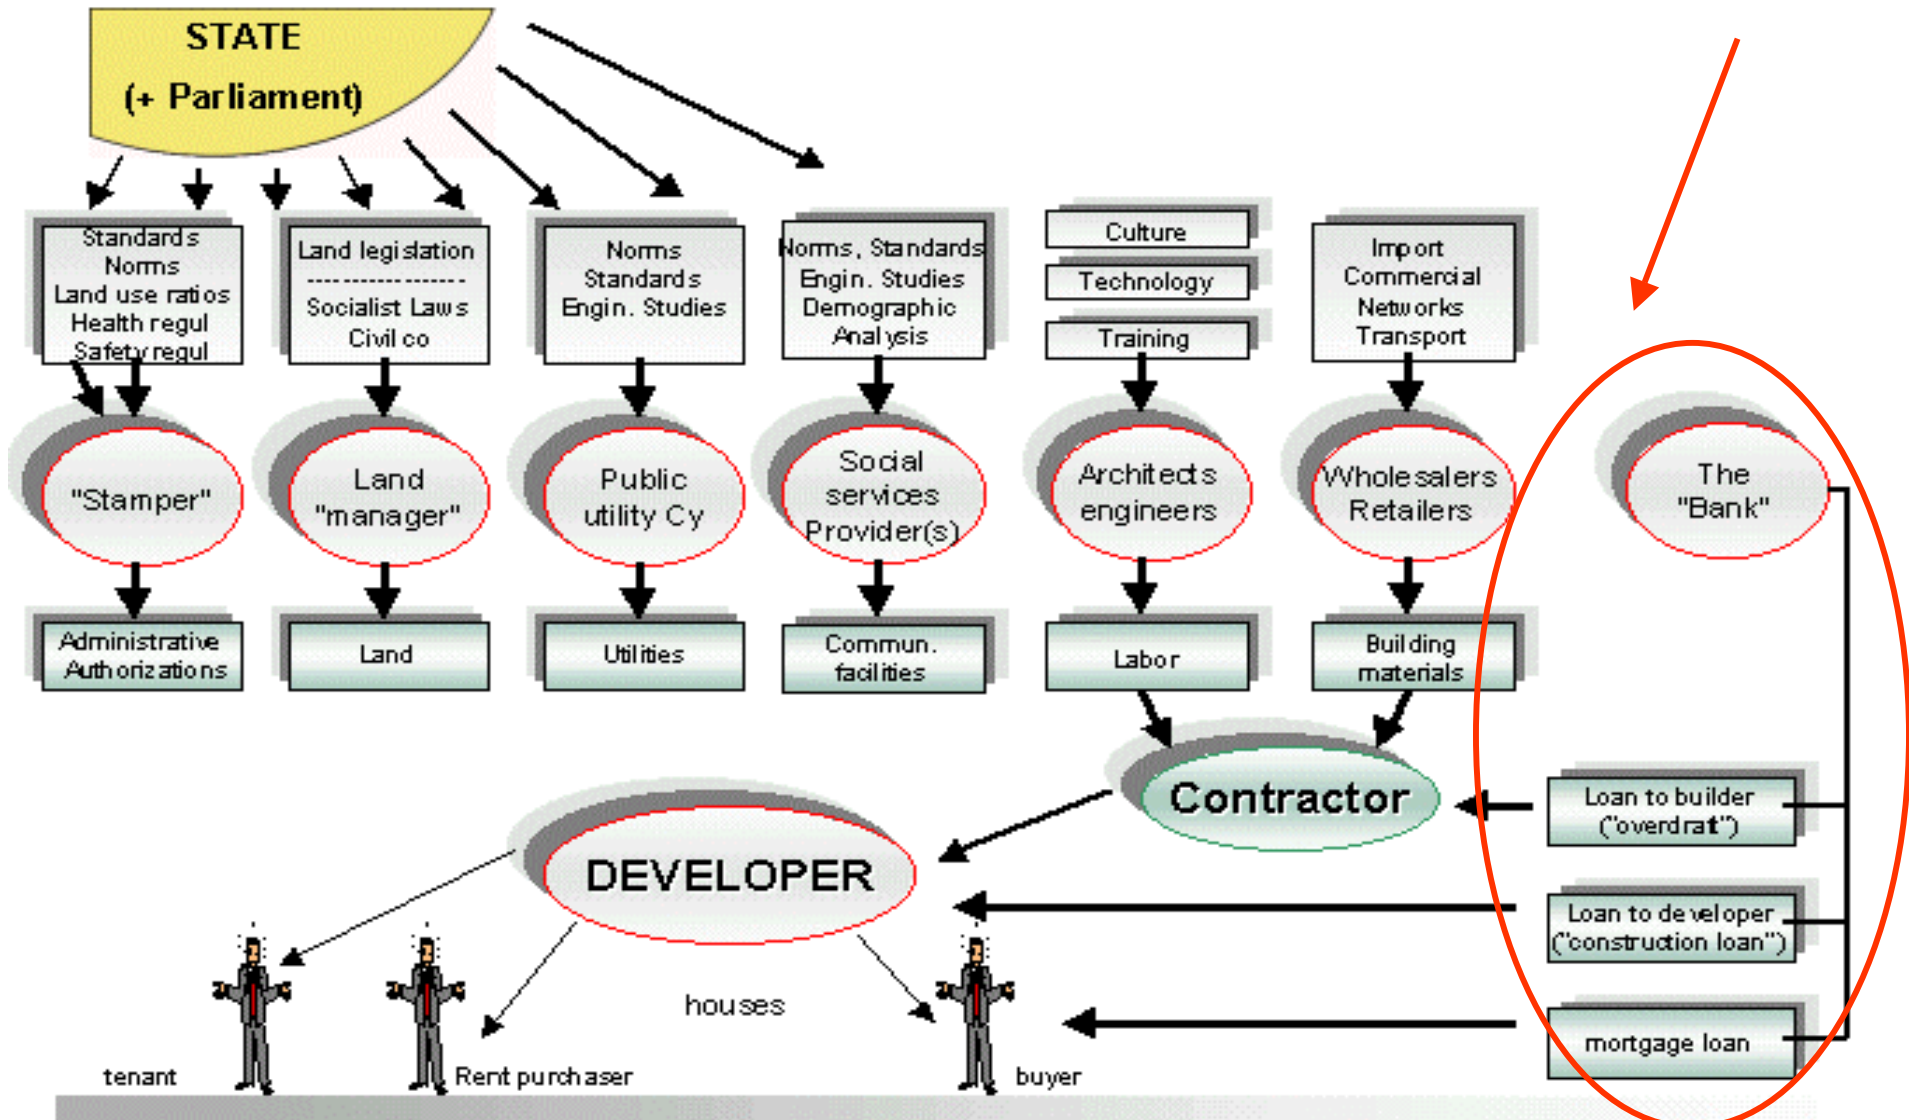 STATE
(+ Parliament)
Standards
Norms
Land use ratios
Health regul
Safety regul
Land legislation
---------------
Socialist Laws
Civil co
Norms
Standards
Engin. Studies
Norms, Standards
Engin. Studies
Demographic
Analysis
Culture
Technology
Training
Import
Commercial
Networks
Transport
"Stamper"
Land
"manager"
Public
utility Cy
Social
services
Provider(s)
Architects
engineers
Wholesalers
Retailers
The
"Bank"
Administrative
Authorizations
Land
Utilities
Commun.
facilities
Labor
Building
materials
Contractor
Loan to builder
("overdraft")
DEVELOPER
Loan to developer
("construction loan")
houses
mortgage loan
tenant
Rent purchaser
buyer